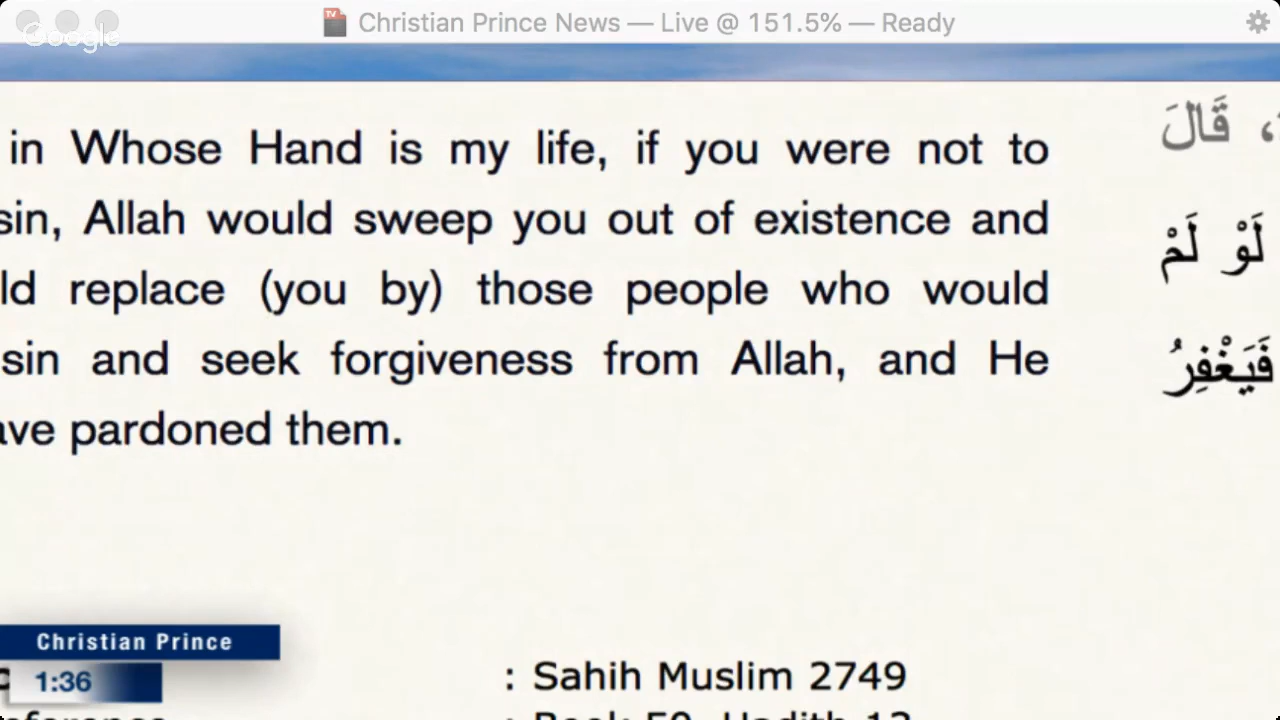 Christian Prince News — Live @ 151.5% — Ready
Google
in Whose Hand is my life, if you were not to
قَالَ
sin, Allah would sweep you out of existence and
لَوْ لَمْ
replace (you by) those people who would
sin and seek forgiveness from Allah, and He
فَيَغْفِرُ
pardoned them.
Christian Prince
1:36
: Sahih Muslim 2749